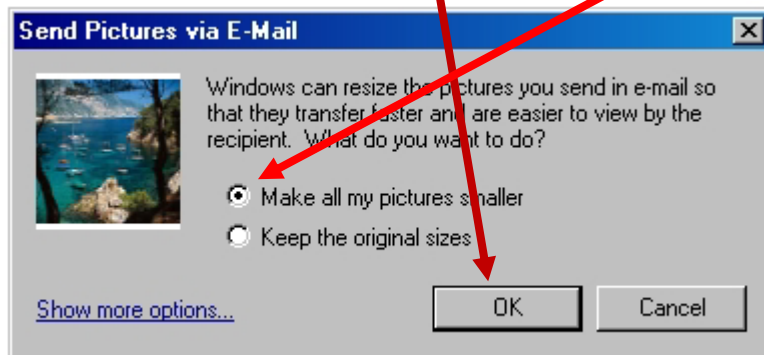 Send Pictures via E-Mail
Windows can resize the pictures you send in e-mail so
that they transfer faster and are easier to view by the
recipient. What do you want to do?
Make all my pictures smaller
Keep the original sizes
Show more options...
OK
Cancel